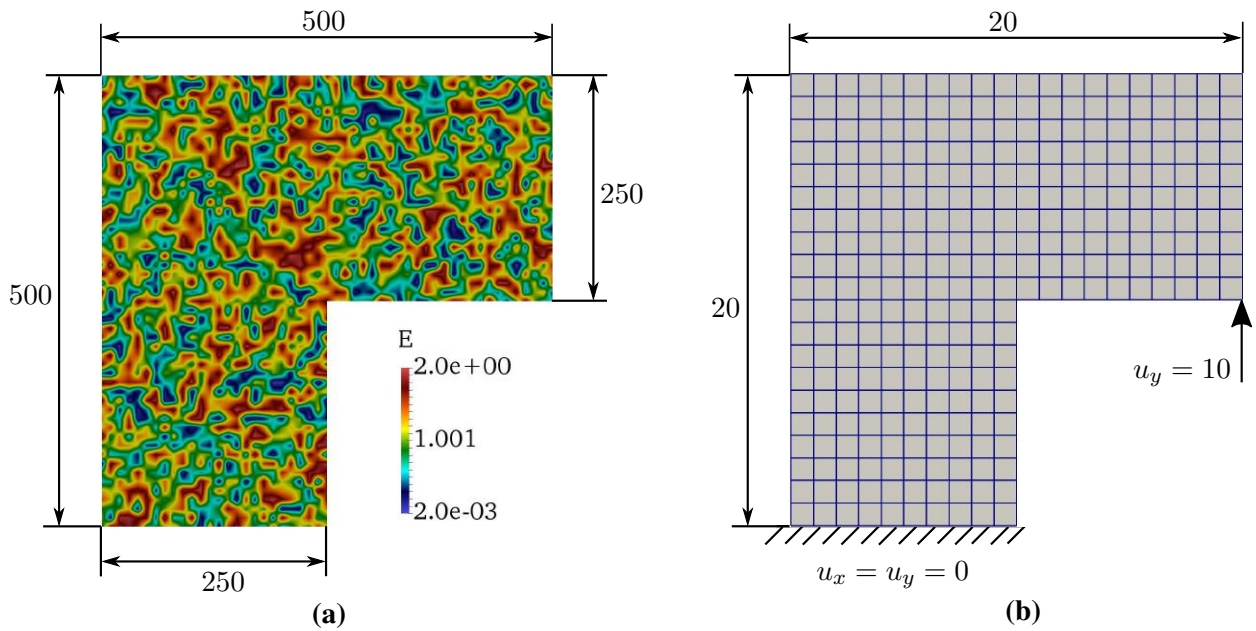 500
250
500
E
2.0e+00
1.001
2.0e-03
250
(a)
20
20
u_y = 10
u_x = u_y = 0
(b)